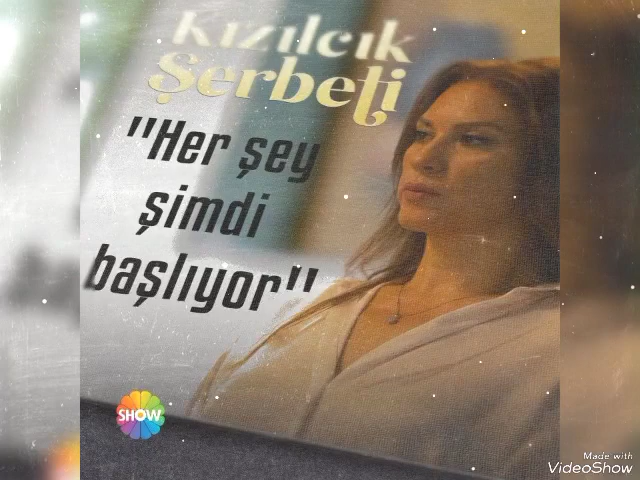 Kızılcık
Şerbeti
"Her şey
şimdi
başlıyor"
SHOW
Made with
VideoShow